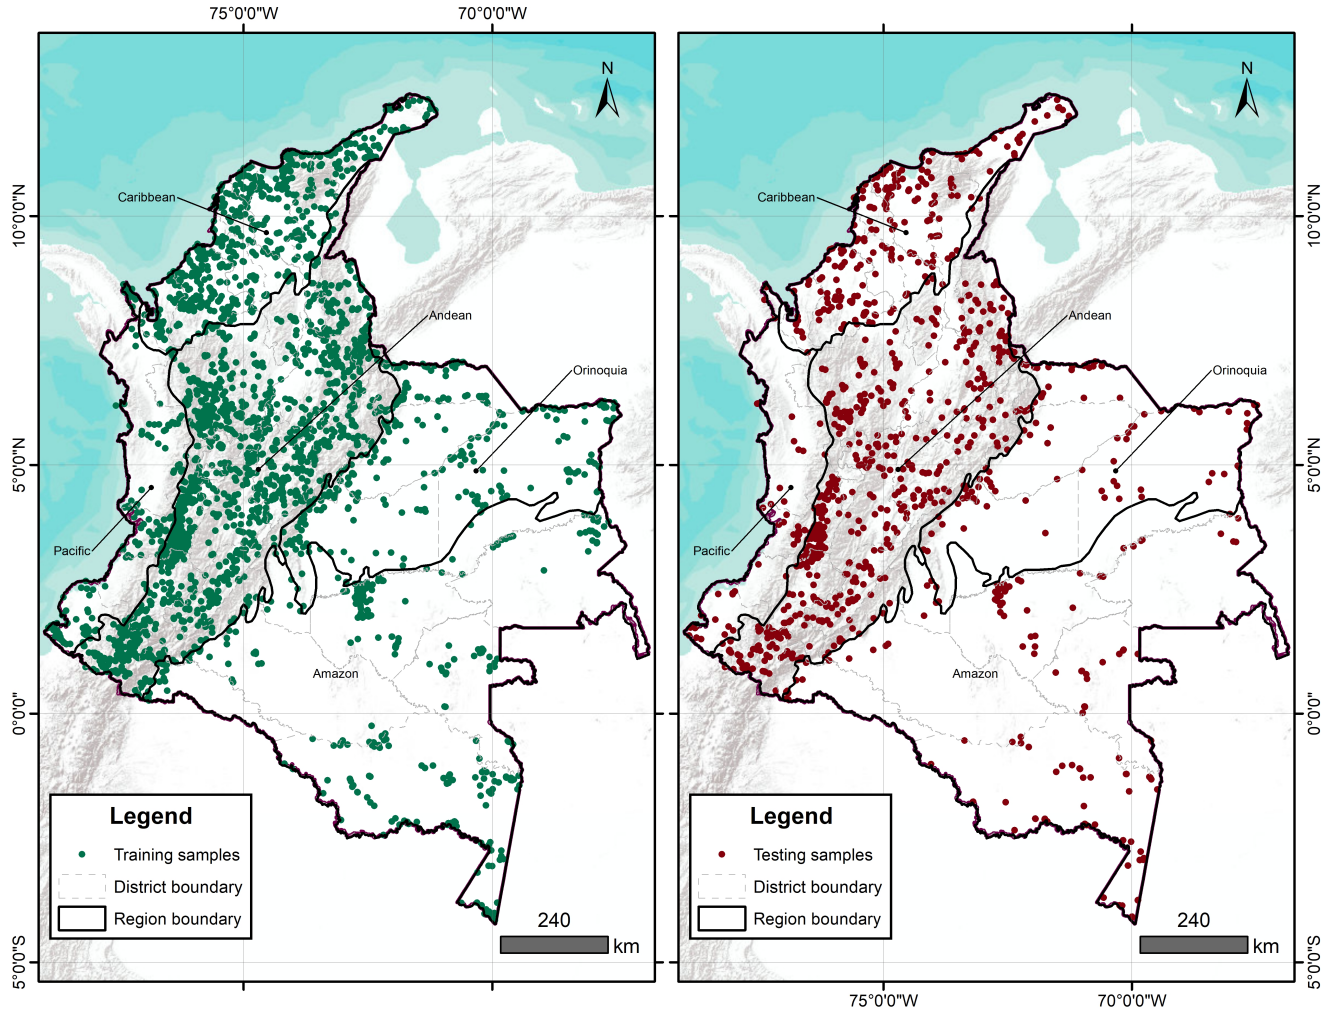 75°0'0"W
70°0'0"W
N
Caribbean
Andean
Orinoquia
Pacific
Amazon
10°0'0"N
5°0'0"N
0°0'0"
5°0'0"S
Legend
Training samples
District boundary
Region boundary
240
km
N
Caribbean
Andean
Orinoquia
Pacific
Amazon
10°0'0"N
5°0'0"N
0°0'0"
5°0'0"S
Legend
Testing samples
District boundary
Region boundary
240
km
75°0'0"W
70°0'0"W